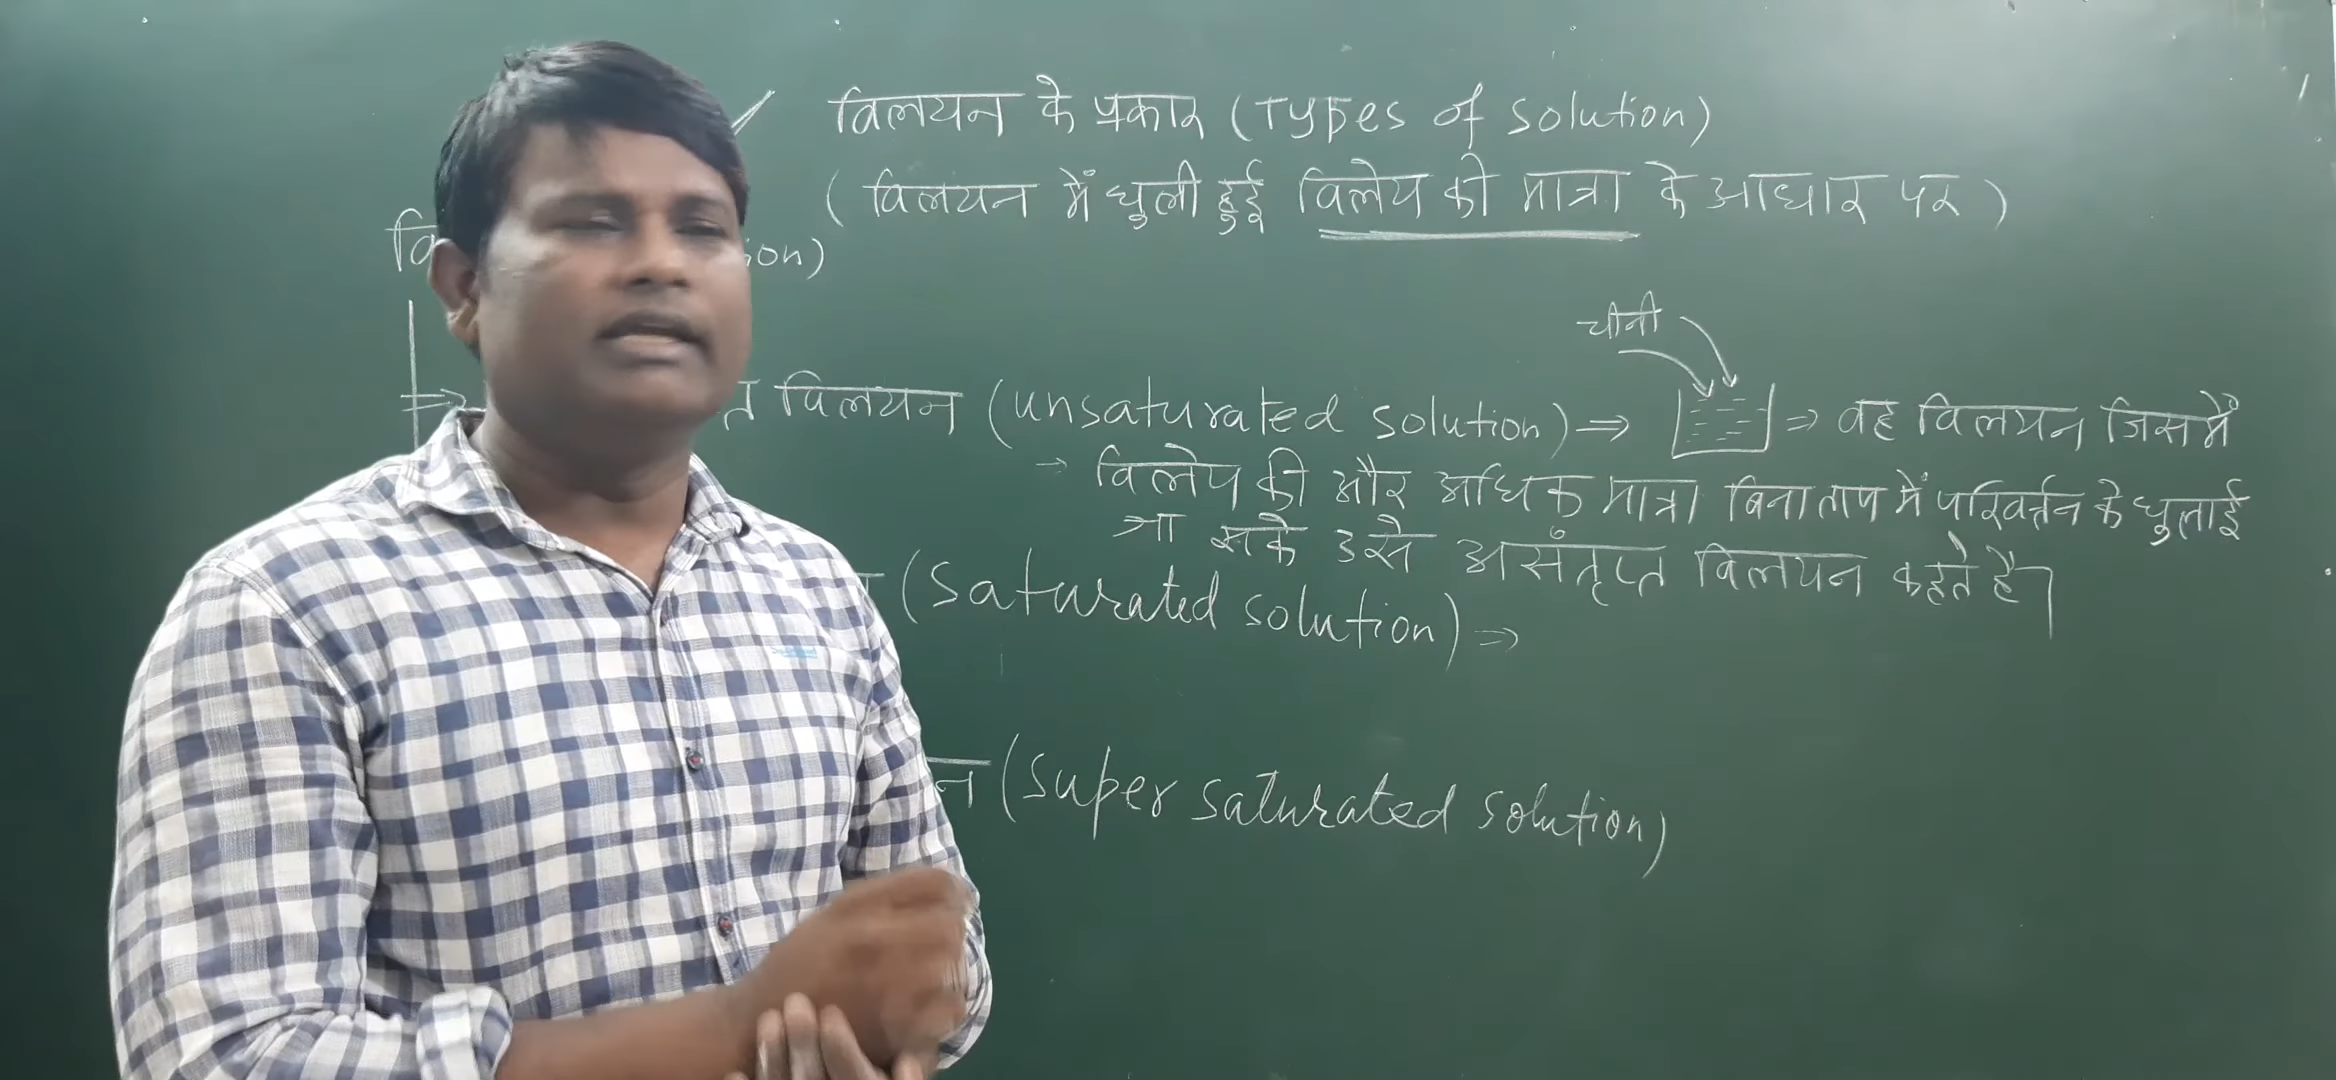 विलयन के प्रकार (Types of solution)
( विलयन में घुली हुई विलेय की मात्रा के आधार पर )
वि ion)
चीनी
त विलयन (unsaturated solution) ⇒ ⇒ वह विलयन जिसमें
→ विलेय की और अधिक मात्रा बिना ताप में परिवर्तन के घुलाई
जा सके उसे असंतृप्त विलयन कहते है।
(Saturated solution) ⇒
न (Super saturated solution)